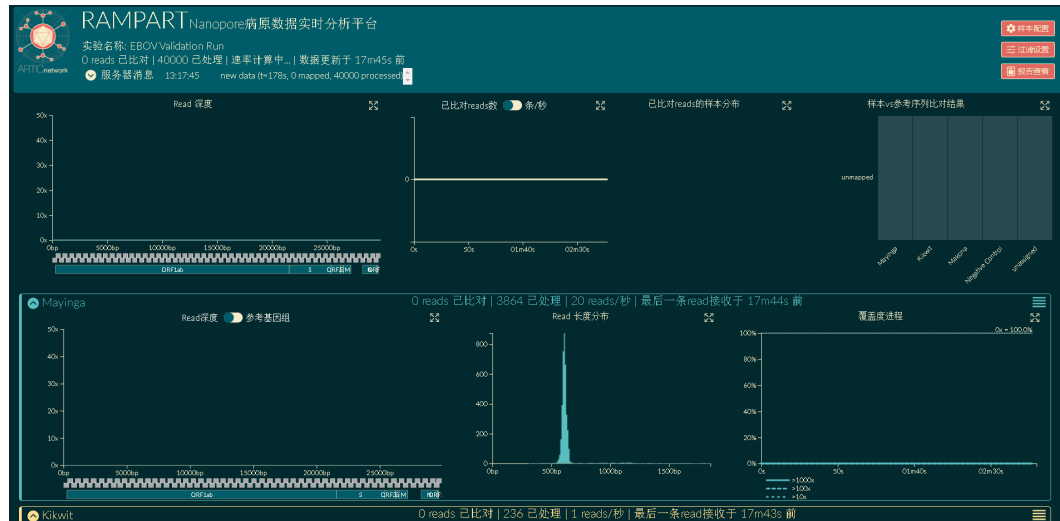 RAMPART Nanopore病原数据实时分析平台
实验名称: EBOV Validation Run
0 reads 已比对 | 40000 已处理 | 速率计算中... | 数据更新于 17m45s 前
ARTIC network
服务器消息 13:17:45 new data (t=178s, 0 mapped, 40000 processed)
样本配置
过滤设置
报告查看
Read 深度
50x
40x
30x
20x
10x
0x
0bp 5000bp 10000bp 15000bp 20000bp 25000bp
ORF1ab S M
已比对reads数 条/秒
0
0s 50s 01m40s 02m30s
已比对reads的样本分布
样本vs参考序列比对结果
unmapped
Mayinga Kikwit Makona Negative Control unassigned
Mayinga
0 reads 已比对 | 3864 已处理 | 20 reads/秒 | 最后一条read接收于 17m44s 前
Read深度 参考基因组
50x
40x
30x
20x
10x
0x
0bp 5000bp 10000bp 15000bp 20000bp 25000bp
ORF1ab S M
Read 长度分布
800
600
400
200
0
0bp 500bp 1000bp 1500bp
覆盖度进程
0x = 100.0%
100%
80%
60%
40%
20%
0%
0s 50s 01m40s 02m30s
>1000x
>100x
>10x
Kikwit
0 reads 已比对 | 236 已处理 | 1 reads/秒 | 最后一条read接收于 17m43s 前